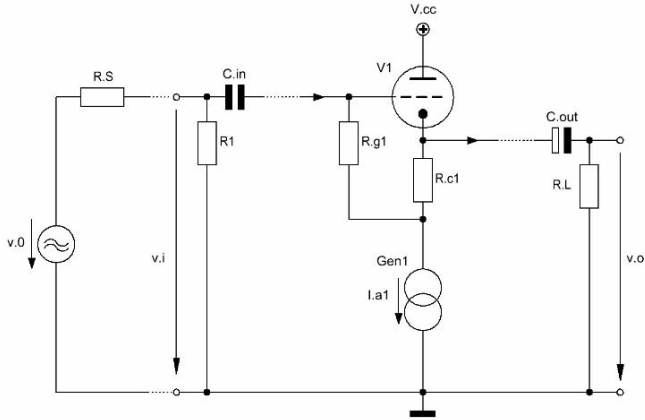 V.cc
V1
R.S
C.in
C.out
R1
R.g1
R.c1
R.L
v.0
v.i
Gen1
v.o
I.a1